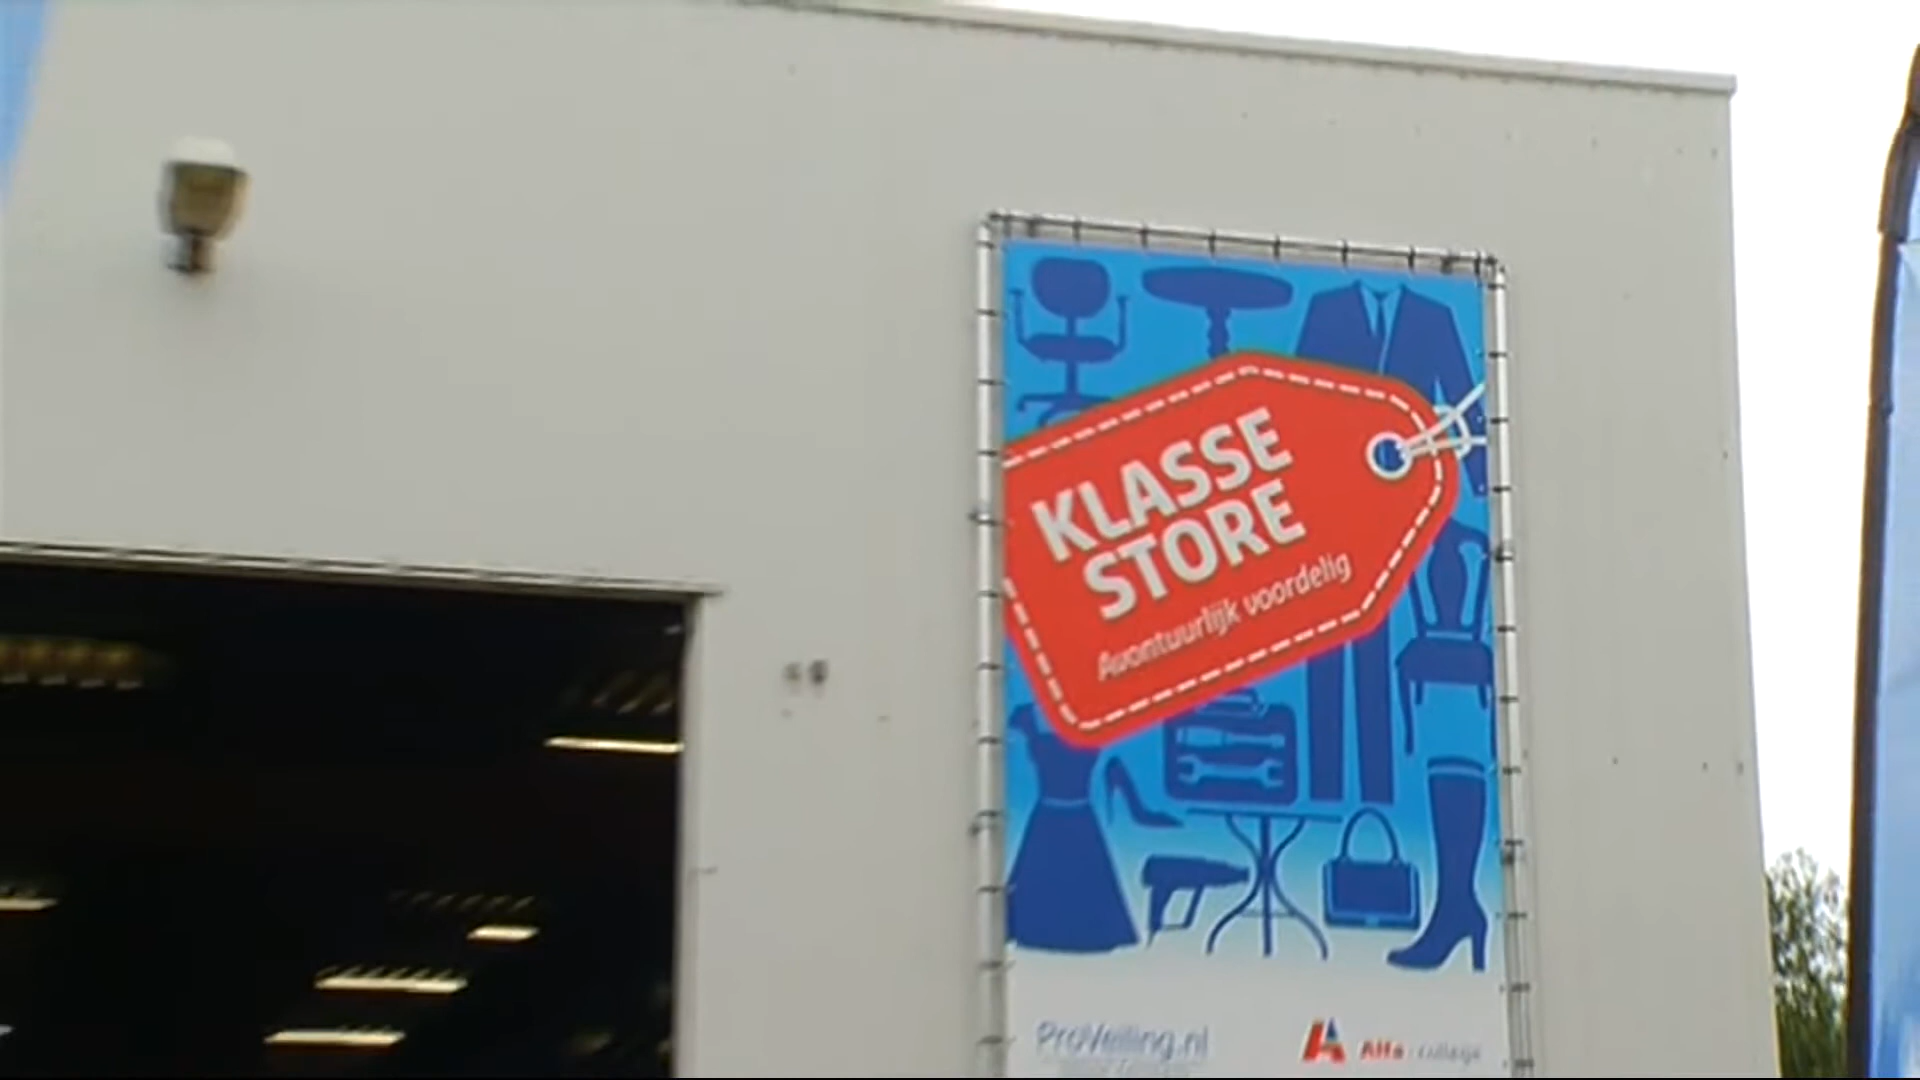 KLASSE
STORE
Avontuurlijk voordelig
ProVeiling.nl
Alfa-college